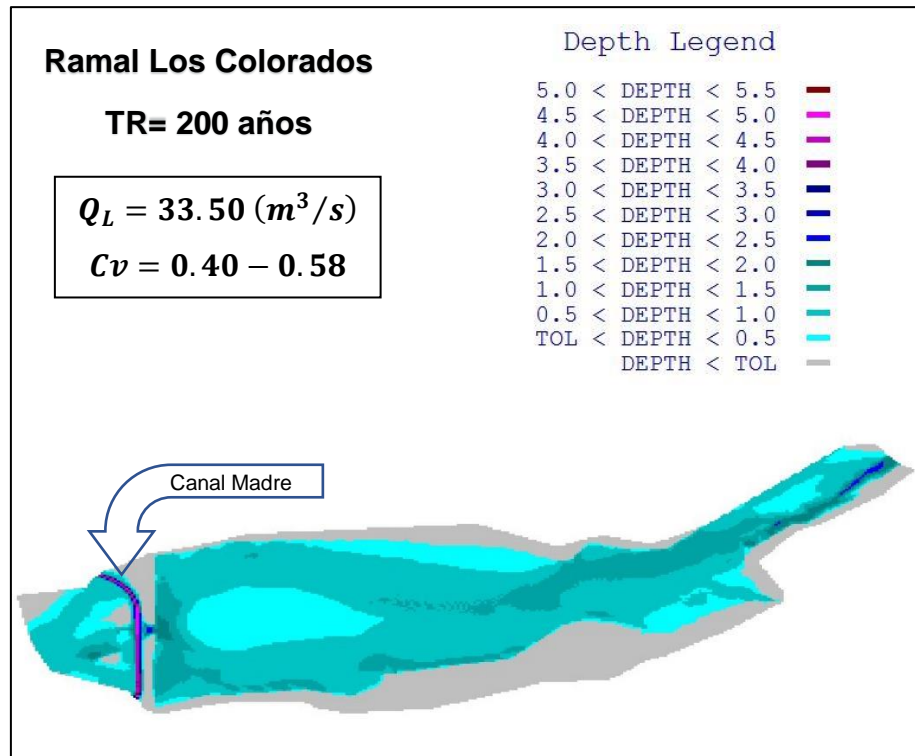 Ramal Los Colorados
TR= 200 años
Q_L = 33.50 (m³/s)
Cv = 0.40 − 0.58
Depth Legend
5.0 < DEPTH < 5.5
4.5 < DEPTH < 5.0
4.0 < DEPTH < 4.5
3.5 < DEPTH < 4.0
3.0 < DEPTH < 3.5
2.5 < DEPTH < 3.0
2.0 < DEPTH < 2.5
1.5 < DEPTH < 2.0
1.0 < DEPTH < 1.5
0.5 < DEPTH < 1.0
TOL < DEPTH < 0.5
DEPTH < TOL
Canal Madre